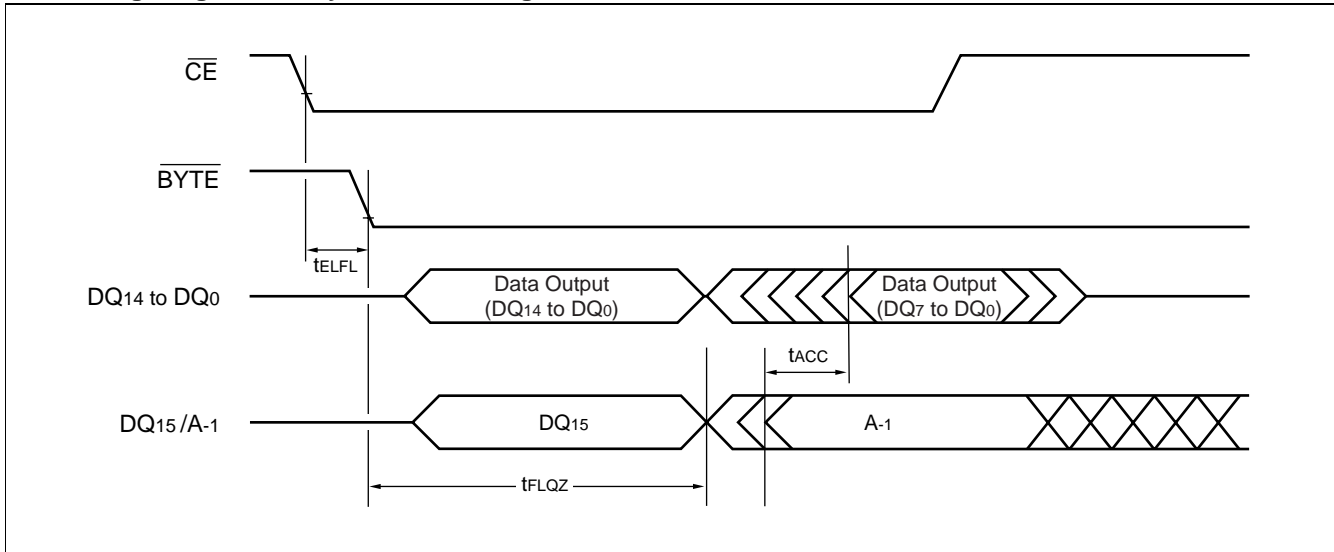 CE
BYTE
tELFL
DQ14 to DQ0
Data Output
(DQ14 to DQ0)
Data Output
(DQ7 to DQ0)
tACC
DQ15 /A-1
DQ15
A-1
tFLQZ